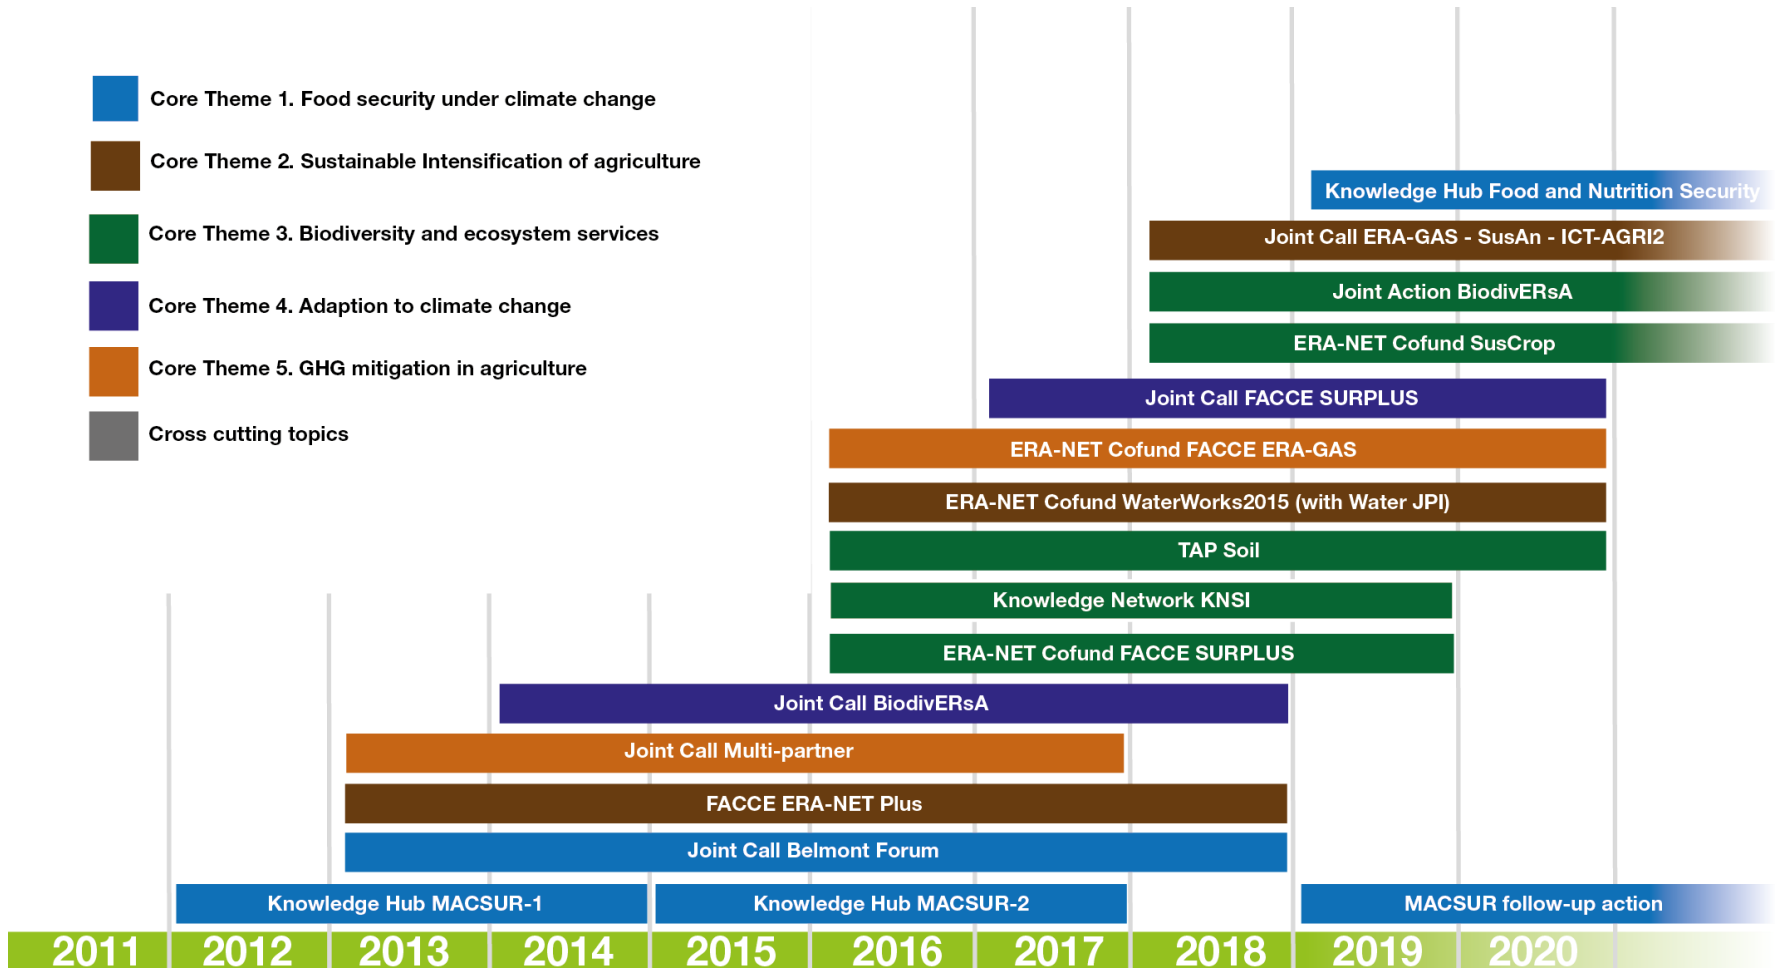 Core Theme 1. Food security under climate change
Core Theme 2. Sustainable Intensification of agriculture
Core Theme 3. Biodiversity and ecosystem services
Core Theme 4. Adaption to climate change
Core Theme 5. GHG mitigation in agriculture
Cross cutting topics
Knowledge Hub Food and Nutrition Security
Joint Call ERA-GAS - SusAn - ICT-AGRI2
Joint Action BiodivERsA
ERA-NET Cofund SusCrop
Joint Call FACCE SURPLUS
ERA-NET Cofund FACCE ERA-GAS
ERA-NET Cofund WaterWorks2015 (with Water JPI)
TAP Soil
Knowledge Network KNSI
ERA-NET Cofund FACCE SURPLUS
Joint Call BiodivERsA
Joint Call Multi-partner
FACCE ERA-NET Plus
Joint Call Belmont Forum
Knowledge Hub MACSUR-1 Knowledge Hub MACSUR-2 MACSUR follow-up action
2011 2012 2013 2014 2015 2016 2017 2018 2019 2020